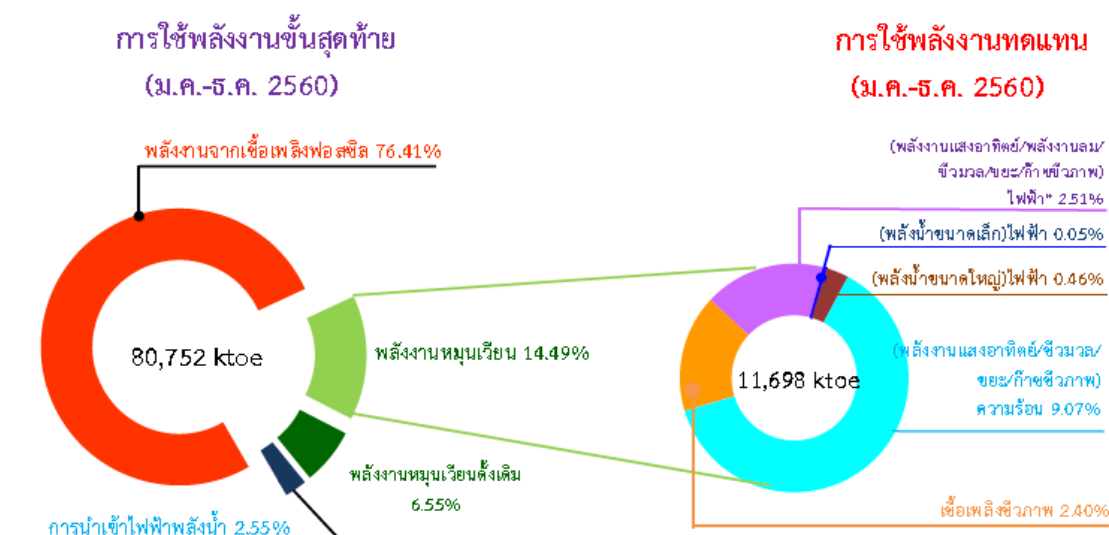 การใช้พลังงานขั้นสุดท้าย
(ม.ค.-ธ.ค. 2560)
พลังงานจากเชื้อเพลิงฟอสซิล 76.41%
80,752 ktoe
พลังงานหมุนเวียน 14.49%
พลังงานหมุนเวียนดั้งเดิม
6.55%
การนำเข้าไฟฟ้าพลังน้ำ 2.55%
การใช้พลังงานทดแทน
(ม.ค.-ธ.ค. 2560)
(พลังงานแสงอาทิตย์/พลังงานลม/
ชีวมวล/ขยะ/ก๊าซชีวภาพ)
ไฟฟ้า* 2.51%
(พลังน้ำขนาดเล็ก)ไฟฟ้า 0.05%
(พลังน้ำขนาดใหญ่)ไฟฟ้า 0.46%
11,698 ktoe
(พลังงานแสงอาทิตย์/ชีวมวล/
ขยะ/ก๊าซชีวภาพ)
ความร้อน 9.07%
เชื้อเพลิงชีวภาพ 2.40%